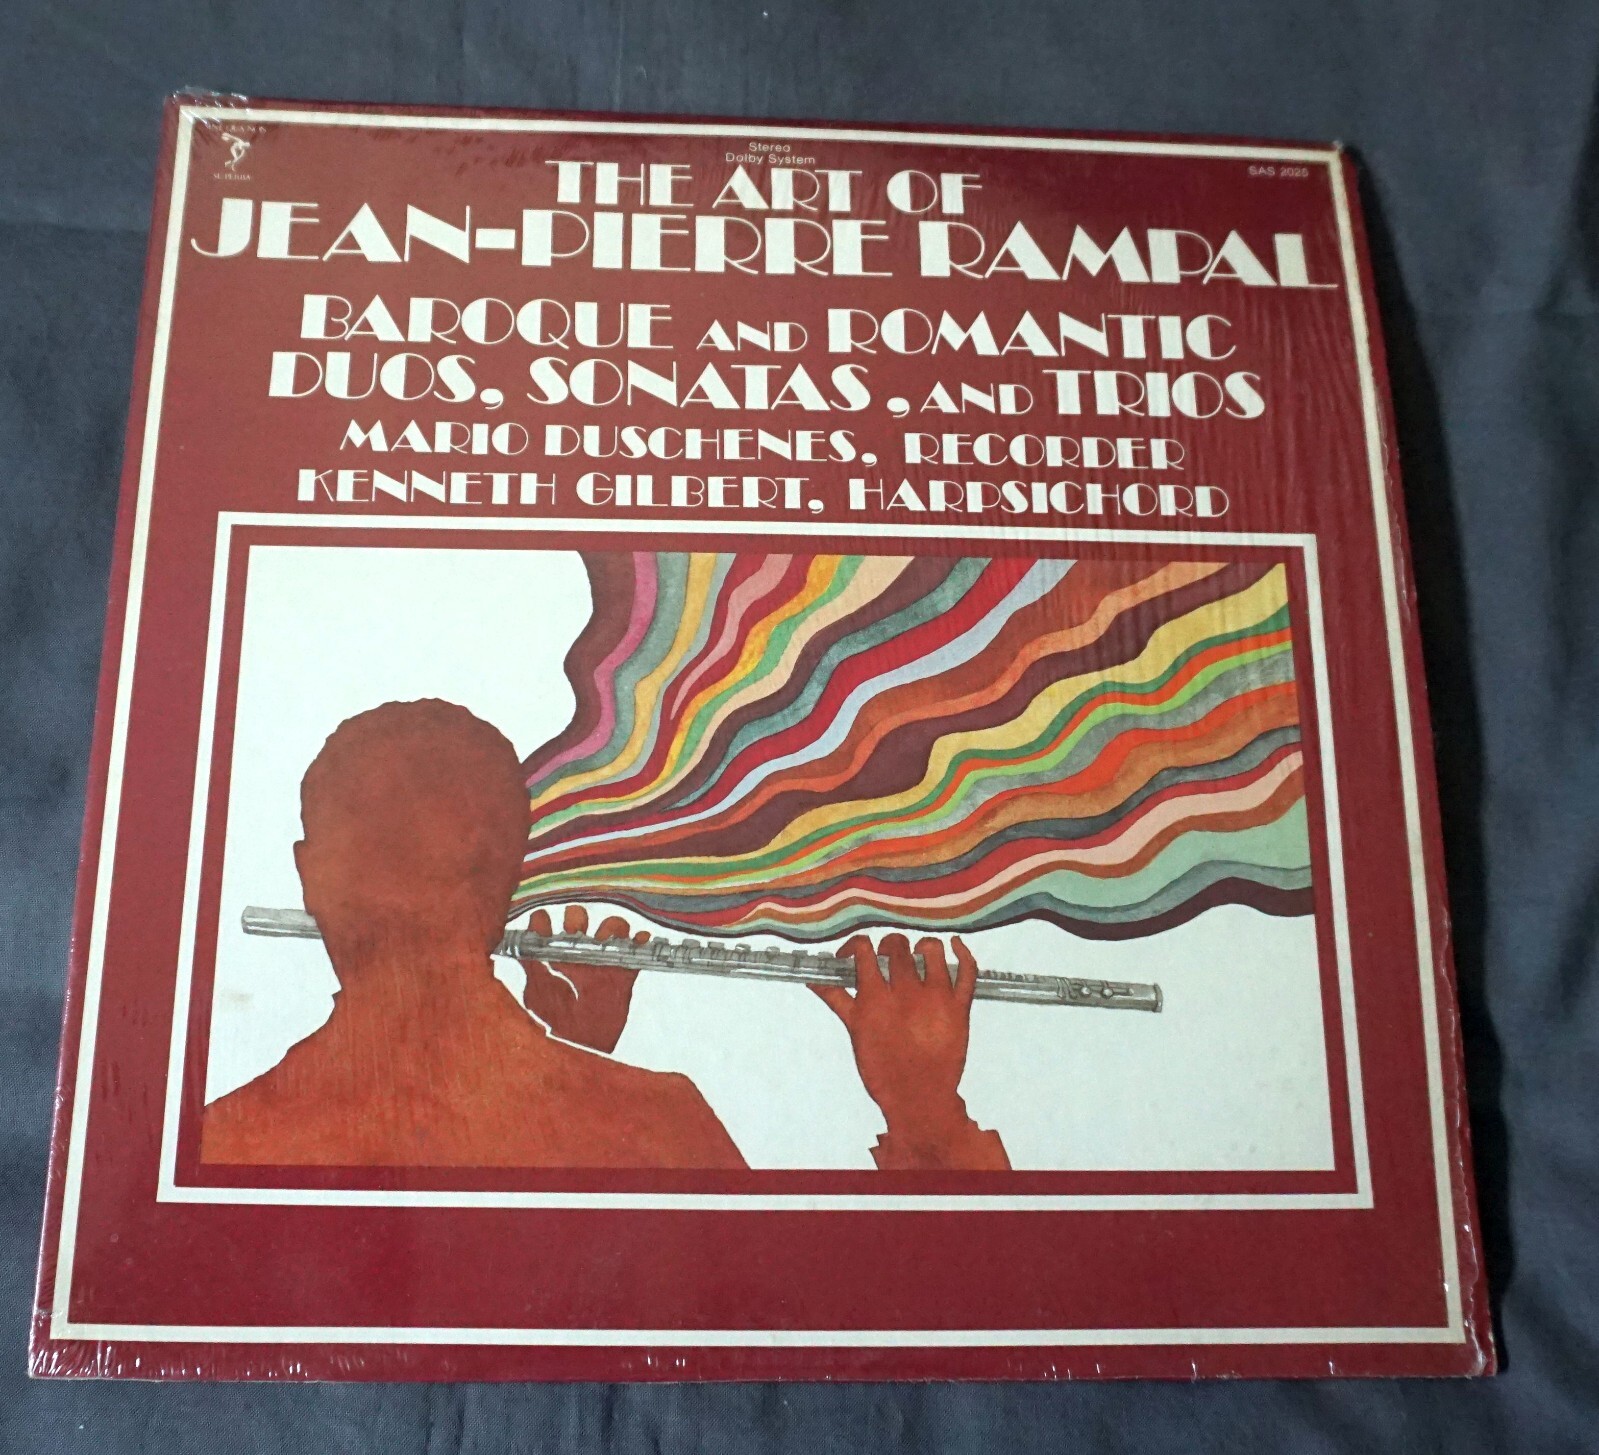 Stereo
Dolby System
SAS 2025
THE ART OF
JEAN-PIERRE RAMPAL
BAROQUE AND ROMANTIC
DUOS, SONATAS, AND TRIOS
MARIO DUSCHENES, RECORDER
KENNETH GILBERT, HARPSICHORD